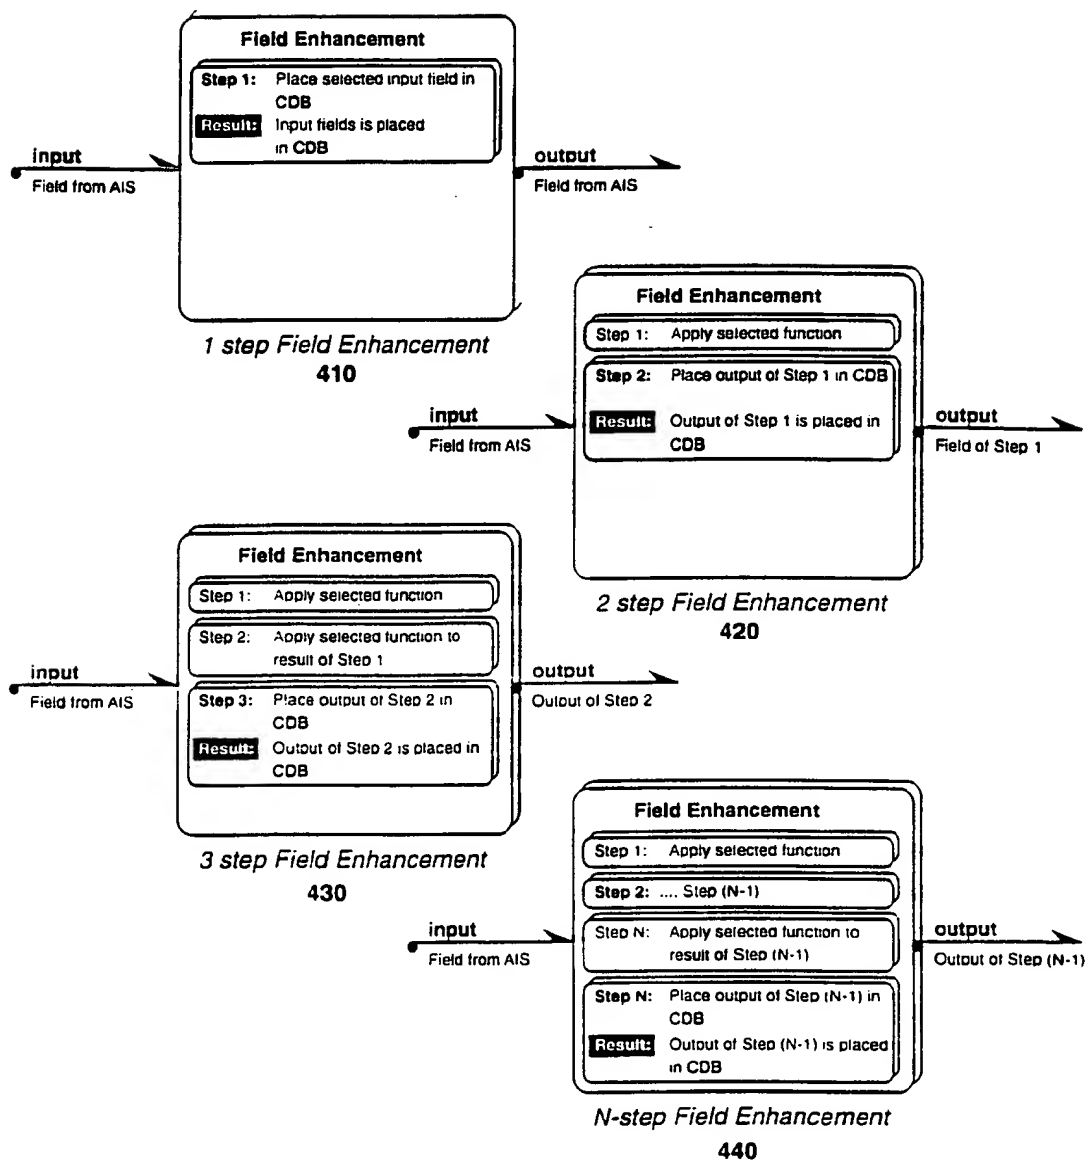 Field Enhancement
Step 1: Place selected input field in
CDB
Result: Input fields is placed
in CDB
input
Field from AIS
output
Field from AIS
1 step Field Enhancement
410
Field Enhancement
Step 1: Apply selected function
Step 2: Place output of Step 1 in CDB
Result: Output of Step 1 is placed in
CDB
input
Field from AIS
output
Field of Step 1
2 step Field Enhancement
420
Field Enhancement
Step 1: Apply selected function
Step 2: Apply selected function to
result of Step 1
Step 3: Place output of Step 2 in
CDB
Result: Output of Step 2 is placed in
CDB
input
Field from AIS
output
Output of Step 2
3 step Field Enhancement
430
Field Enhancement
Step 1: Apply selected function
Step 2: .... Step (N-1)
Step N: Apply selected function to
result of Step (N-1)
Step N: Place output of Step (N-1) in
CDB
Result: Output of Step (N-1) is placed
in CDB
input
Field from AIS
output
Output of Step (N-1)
N-step Field Enhancement
440